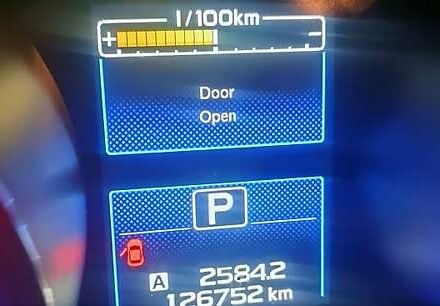 l/100km
+ −
Door
Open
P
A 2584.2
126752 km